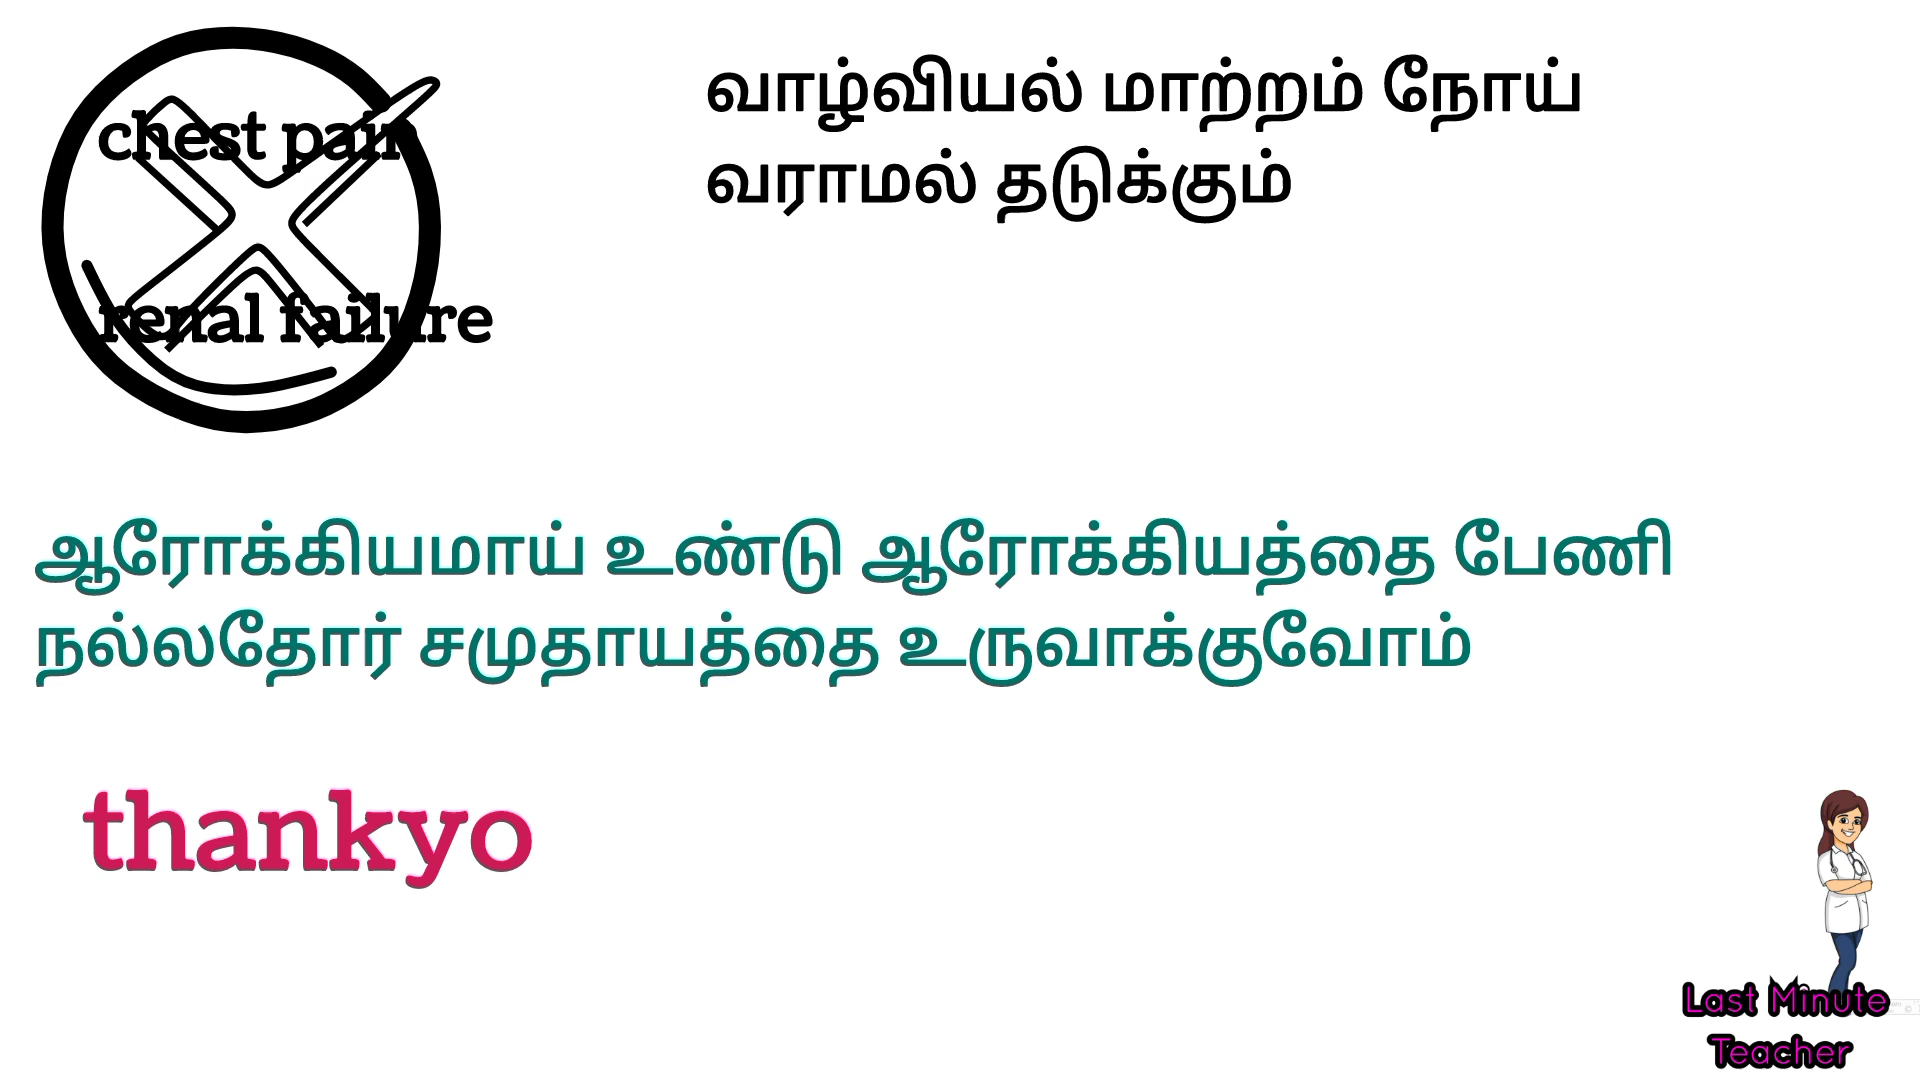 chest pain
renal failure
வாழ்வியல் மாற்றம் நோய்
வராமல் தடுக்கும்
ஆரோக்கியமாய் உண்டு ஆரோக்கியத்தை பேணி
நல்லதோர் சமுதாயத்தை உருவாக்குவோம்
thankyo
Last Minute
Teacher